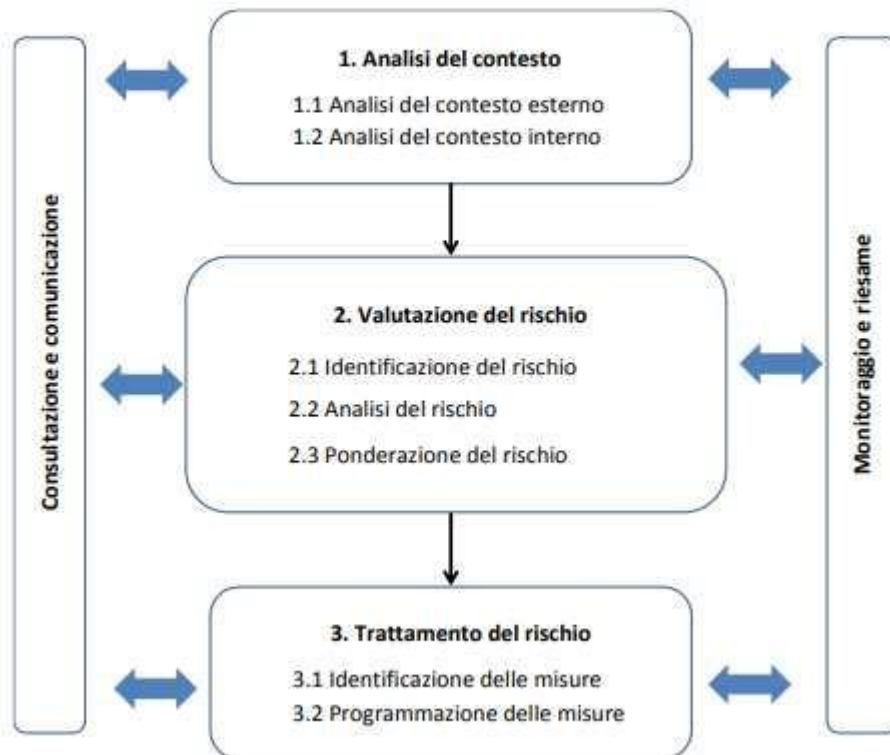 Consultazione e comunicazione
1. Analisi del contesto
1.1 Analisi del contesto esterno
1.2 Analisi del contesto interno
2. Valutazione del rischio
2.1 Identificazione del rischio
2.2 Analisi del rischio
2.3 Ponderazione del rischio
3. Trattamento del rischio
3.1 Identificazione delle misure
3.2 Programmazione delle misure
Monitoraggio e riesame